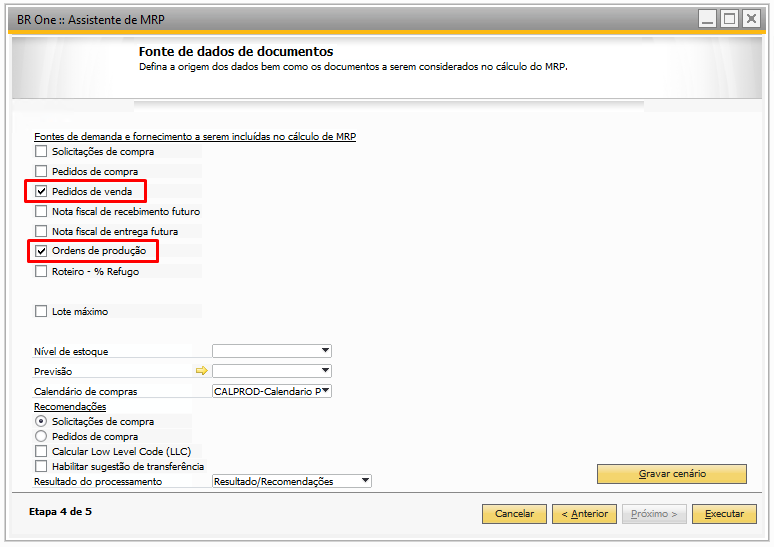 BR One :: Assistente de MRP
Fonte de dados de documentos
Defina a origem dos dados bem como os documentos a serem considerados no cálculo do MRP.
Fontes de demanda e fornecimento a serem incluídas no cálculo de MRP
Solicitações de compra
Pedidos de compra
Pedidos de venda
Nota fiscal de recebimento futuro
Nota fiscal de entrega futura
Ordens de produção
Roteiro - % Refugo
Lote máximo
Nível de estoque
Previsão
Calendário de compras CALPROD-Calendario P
Recomendações
Solicitações de compra
Pedidos de compra
Calcular Low Level Code (LLC)
Habilitar sugestão de transferência
Resultado do processamento Resultado/Recomendações
Gravar cenário
Etapa 4 de 5 Cancelar < Anterior Próximo > Executar